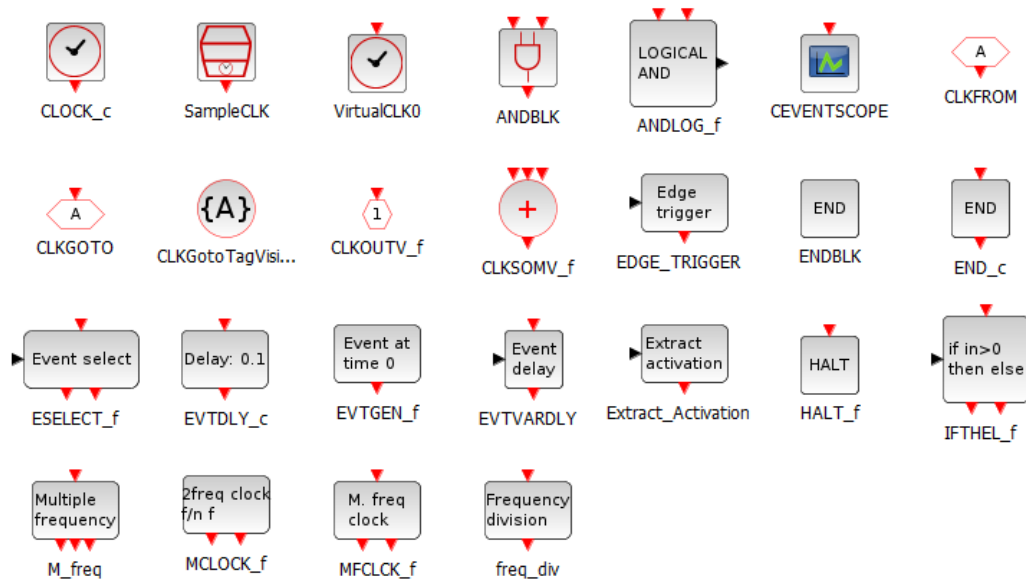 LOGICAL
AND
A
CLOCK_c
SampleCLK
VirtualCLK0
ANDBLK
ANDLOG_f
CEVENTSCOPE
CLKFROM
A
{A}
1
+
Edge
trigger
END
END
CLKGOTO
CLKGotoTagVisi...
CLKOUTV_f
CLKSOMV_f
EDGE_TRIGGER
ENDBLK
END_c
Event select
Delay: 0.1
Event at
time 0
Event
delay
Extract
activation
HALT
if in>0
then else
ESELECT_f
EVTDLY_c
EVTGEN_f
EVTVARDLY
Extract_Activation
HALT_f
IFTHEL_f
Multiple
frequency
2freq clock
f/n f
M. freq
clock
Frequency
division
M_freq
MCLOCK_f
MFCLCK_f
freq_div